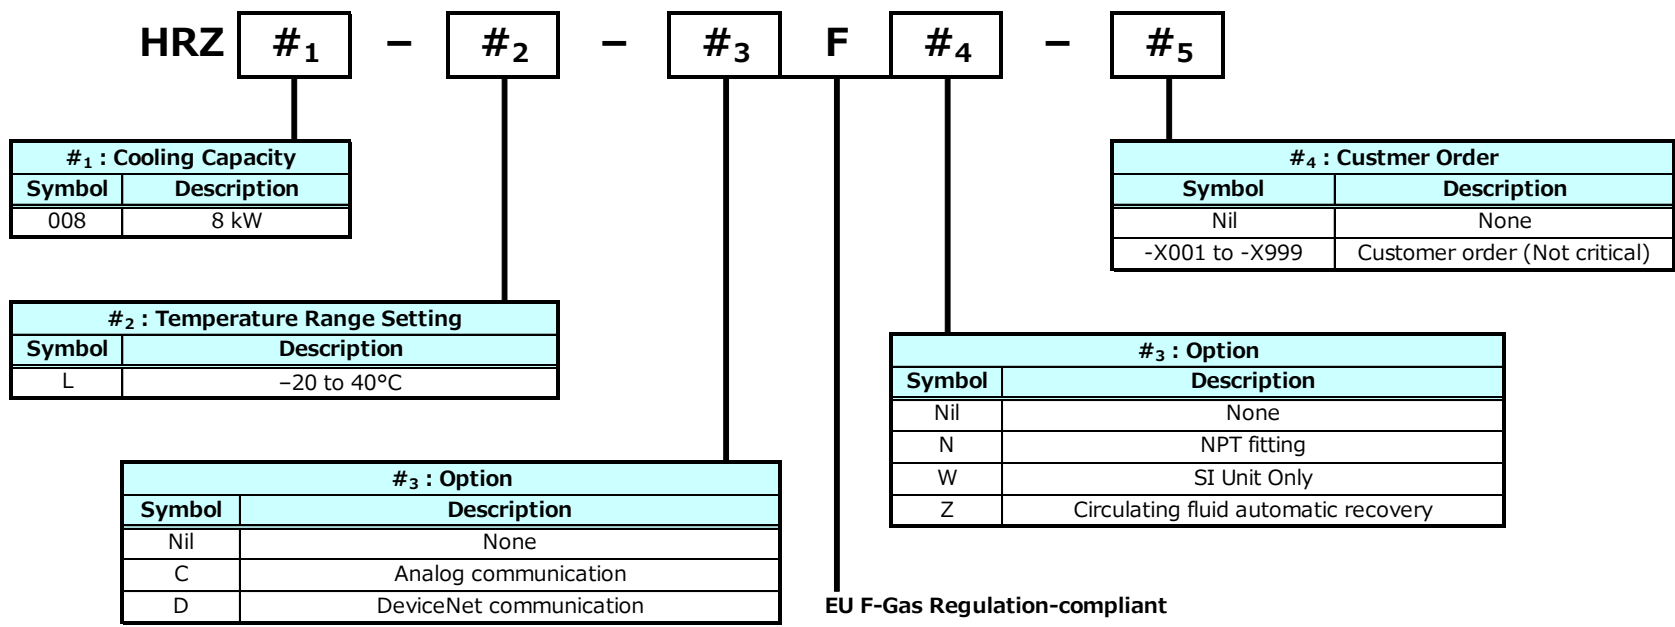 HRZ #1 – #2 – #3 F #4 – #5
#1 : Cooling Capacity
Symbol Description
008 8 kW
#4 : Custmer Order
Symbol Description
Nil None
-X001 to -X999 Customer order (Not critical)
#2 : Temperature Range Setting
Symbol Description
L –20 to 40°C
#3 : Option
Symbol Description
Nil None
N NPT fitting
W SI Unit Only
Z Circulating fluid automatic recovery
#3 : Option
Symbol Description
Nil None
C Analog communication
D DeviceNet communication
EU F-Gas Regulation-compliant